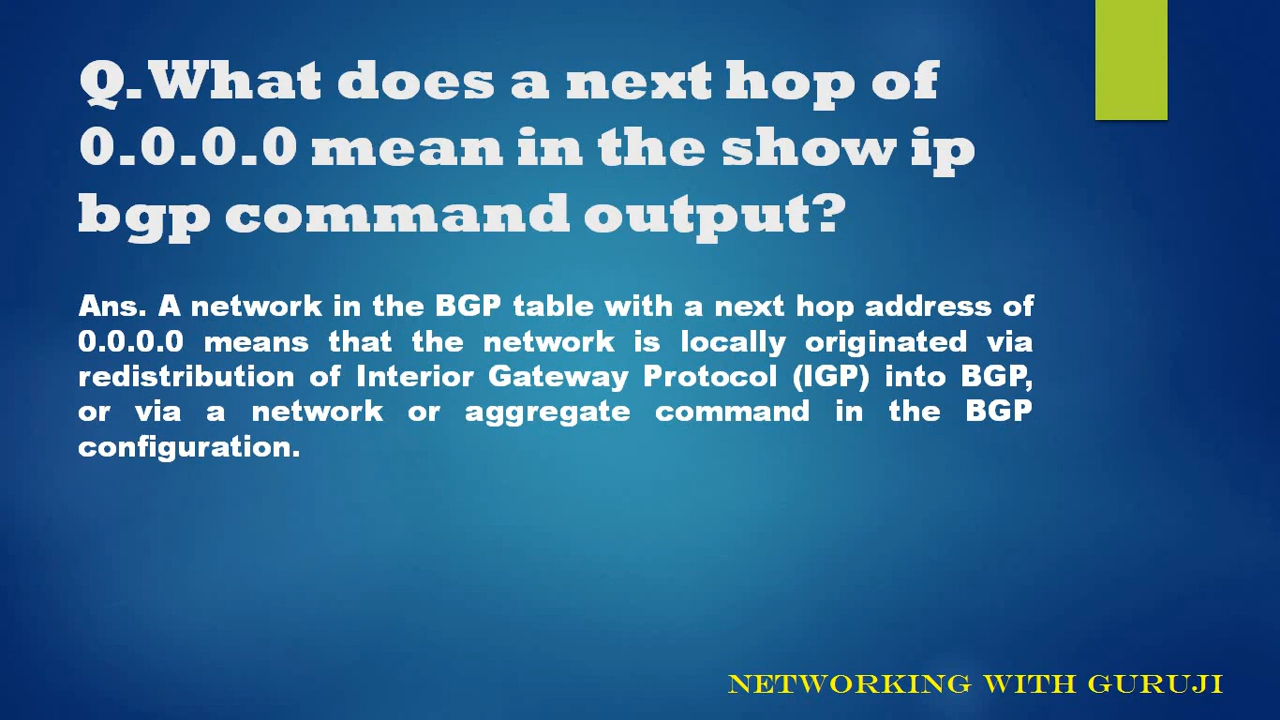 Q.What does a next hop of
0.0.0.0 mean in the show ip
bgp command output?
Ans. A network in the BGP table with a next hop address of
0.0.0.0 means that the network is locally originated via
redistribution of Interior Gateway Protocol (IGP) into BGP,
or via a network or aggregate command in the BGP
configuration.
NETWORKING WITH GURUJI